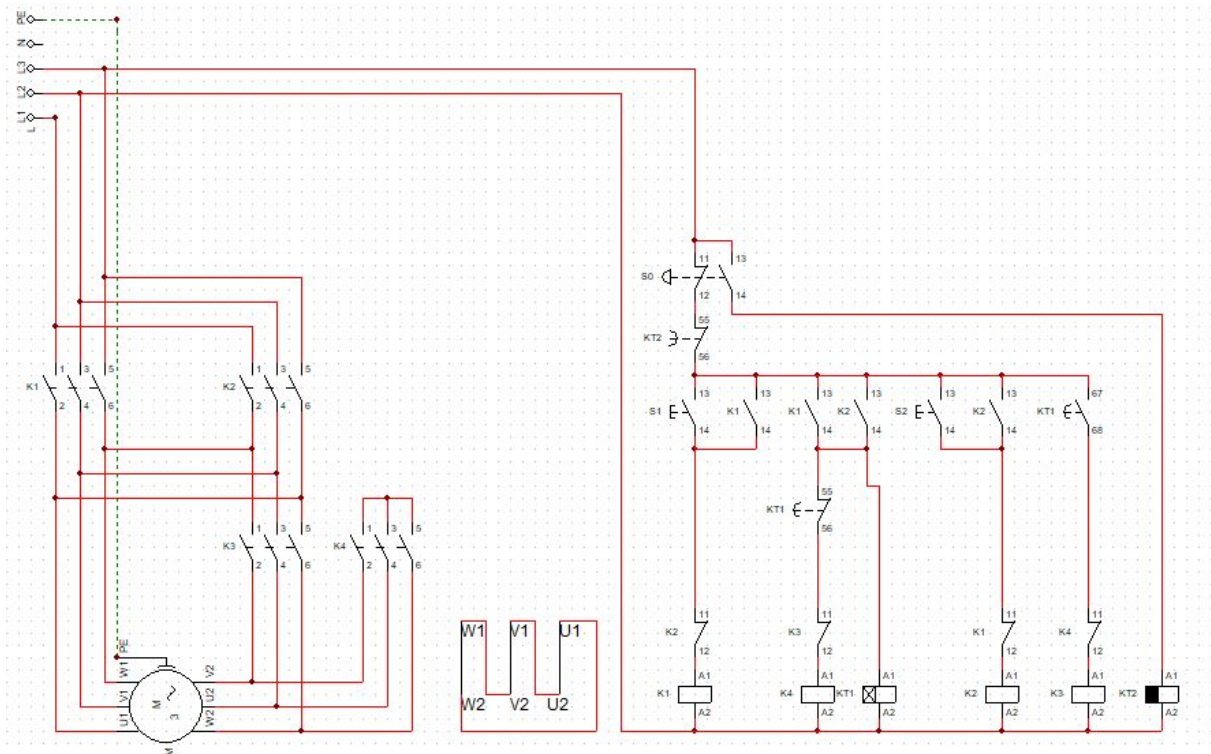 PE
N
L3
L2
L1
L
11 13
S0
12 14
55
KT2
56
1 3 5 1 3 5
K1 K2
2 4 6 2 4 6
13 13 13 13 13 13 67
S1 K1 K1 K2 S2 K2 KT1
14 14 14 14 14 14 68
55
KT1
56
1 3 5 1 3 5
K3 K4
2 4 6 2 4 6
11 11 11 11
K2 K3 K1 K4
12 12 12 12
W1 V1 U1
W2 V2 U2
PE
W1 V2
V1 M U2
3
U1 W2
M
A1 A1 A1 A1 A1 A1
K1 K4 KT1 K2 K3 KT2
A2 A2 A2 A2 A2 A2